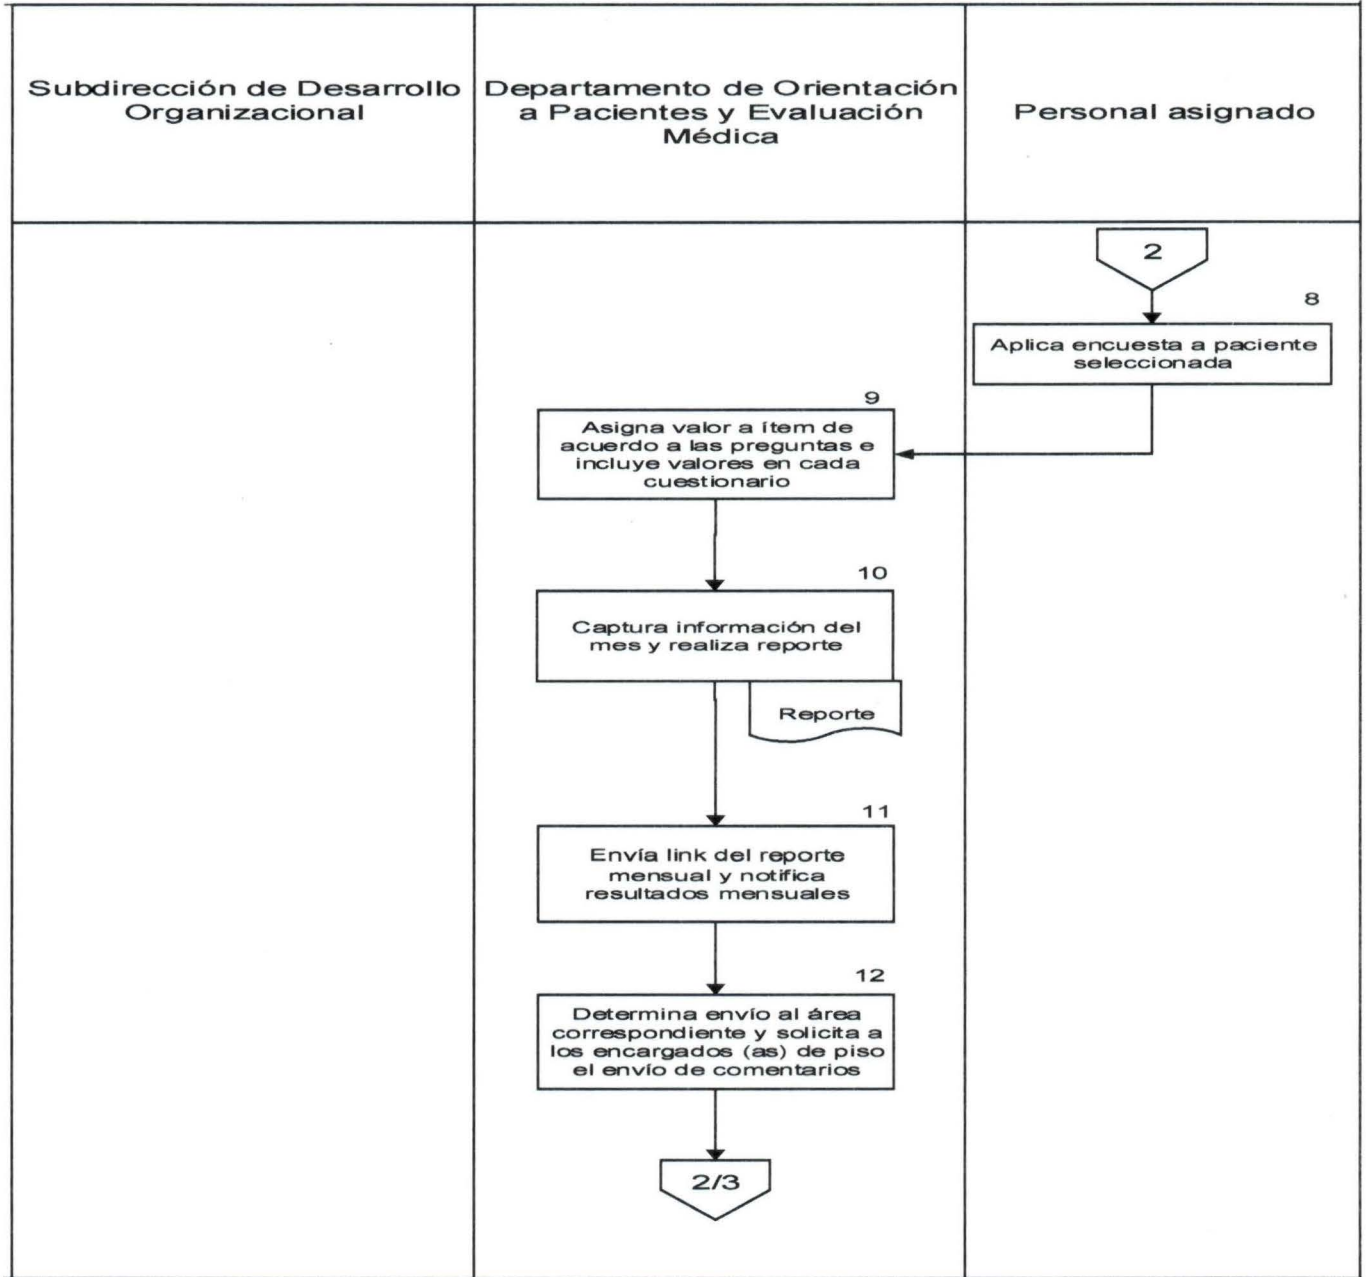 Subdirección de Desarrollo
Organizacional
Departamento de Orientación
a Pacientes y Evaluación
Médica
Personal asignado
2
8
Aplica encuesta a paciente
seleccionada
9
Asigna valor a ítem de
acuerdo a las preguntas e
incluye valores en cada
cuestionario
10
Captura información del
mes y realiza reporte
Reporte
11
Envía link del reporte
mensual y notifica
resultados mensuales
12
Determina envío al área
correspondiente y solicita a
los encargados (as) de piso
el envío de comentarios
2/3